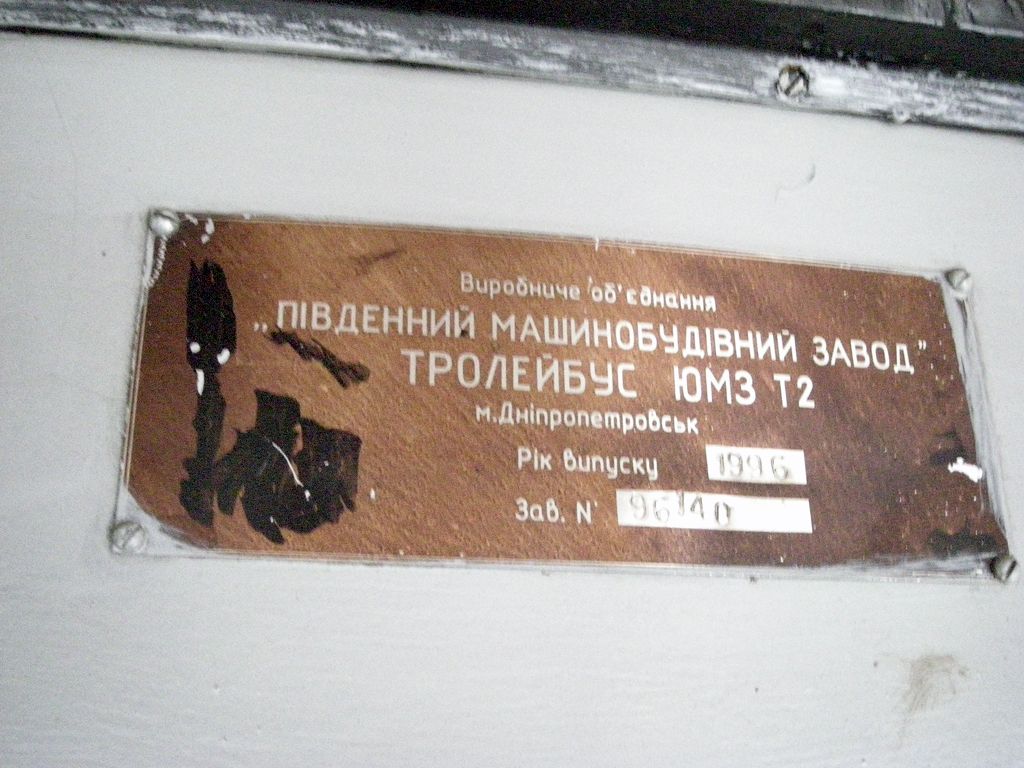 Виробниче об'єднання
„ПІВДЕННИЙ МАШИНОБУДІВНИЙ ЗАВОД”
ТРОЛЕЙБУС ЮМЗ Т2
м.Дніпропетровськ
Рік випуску 1996
Зав. N 96140